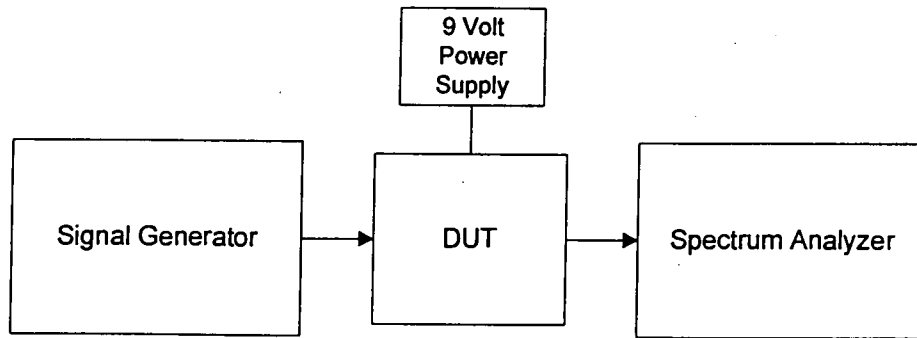 9 Volt
Power
Supply
Signal Generator
DUT
Spectrum Analyzer